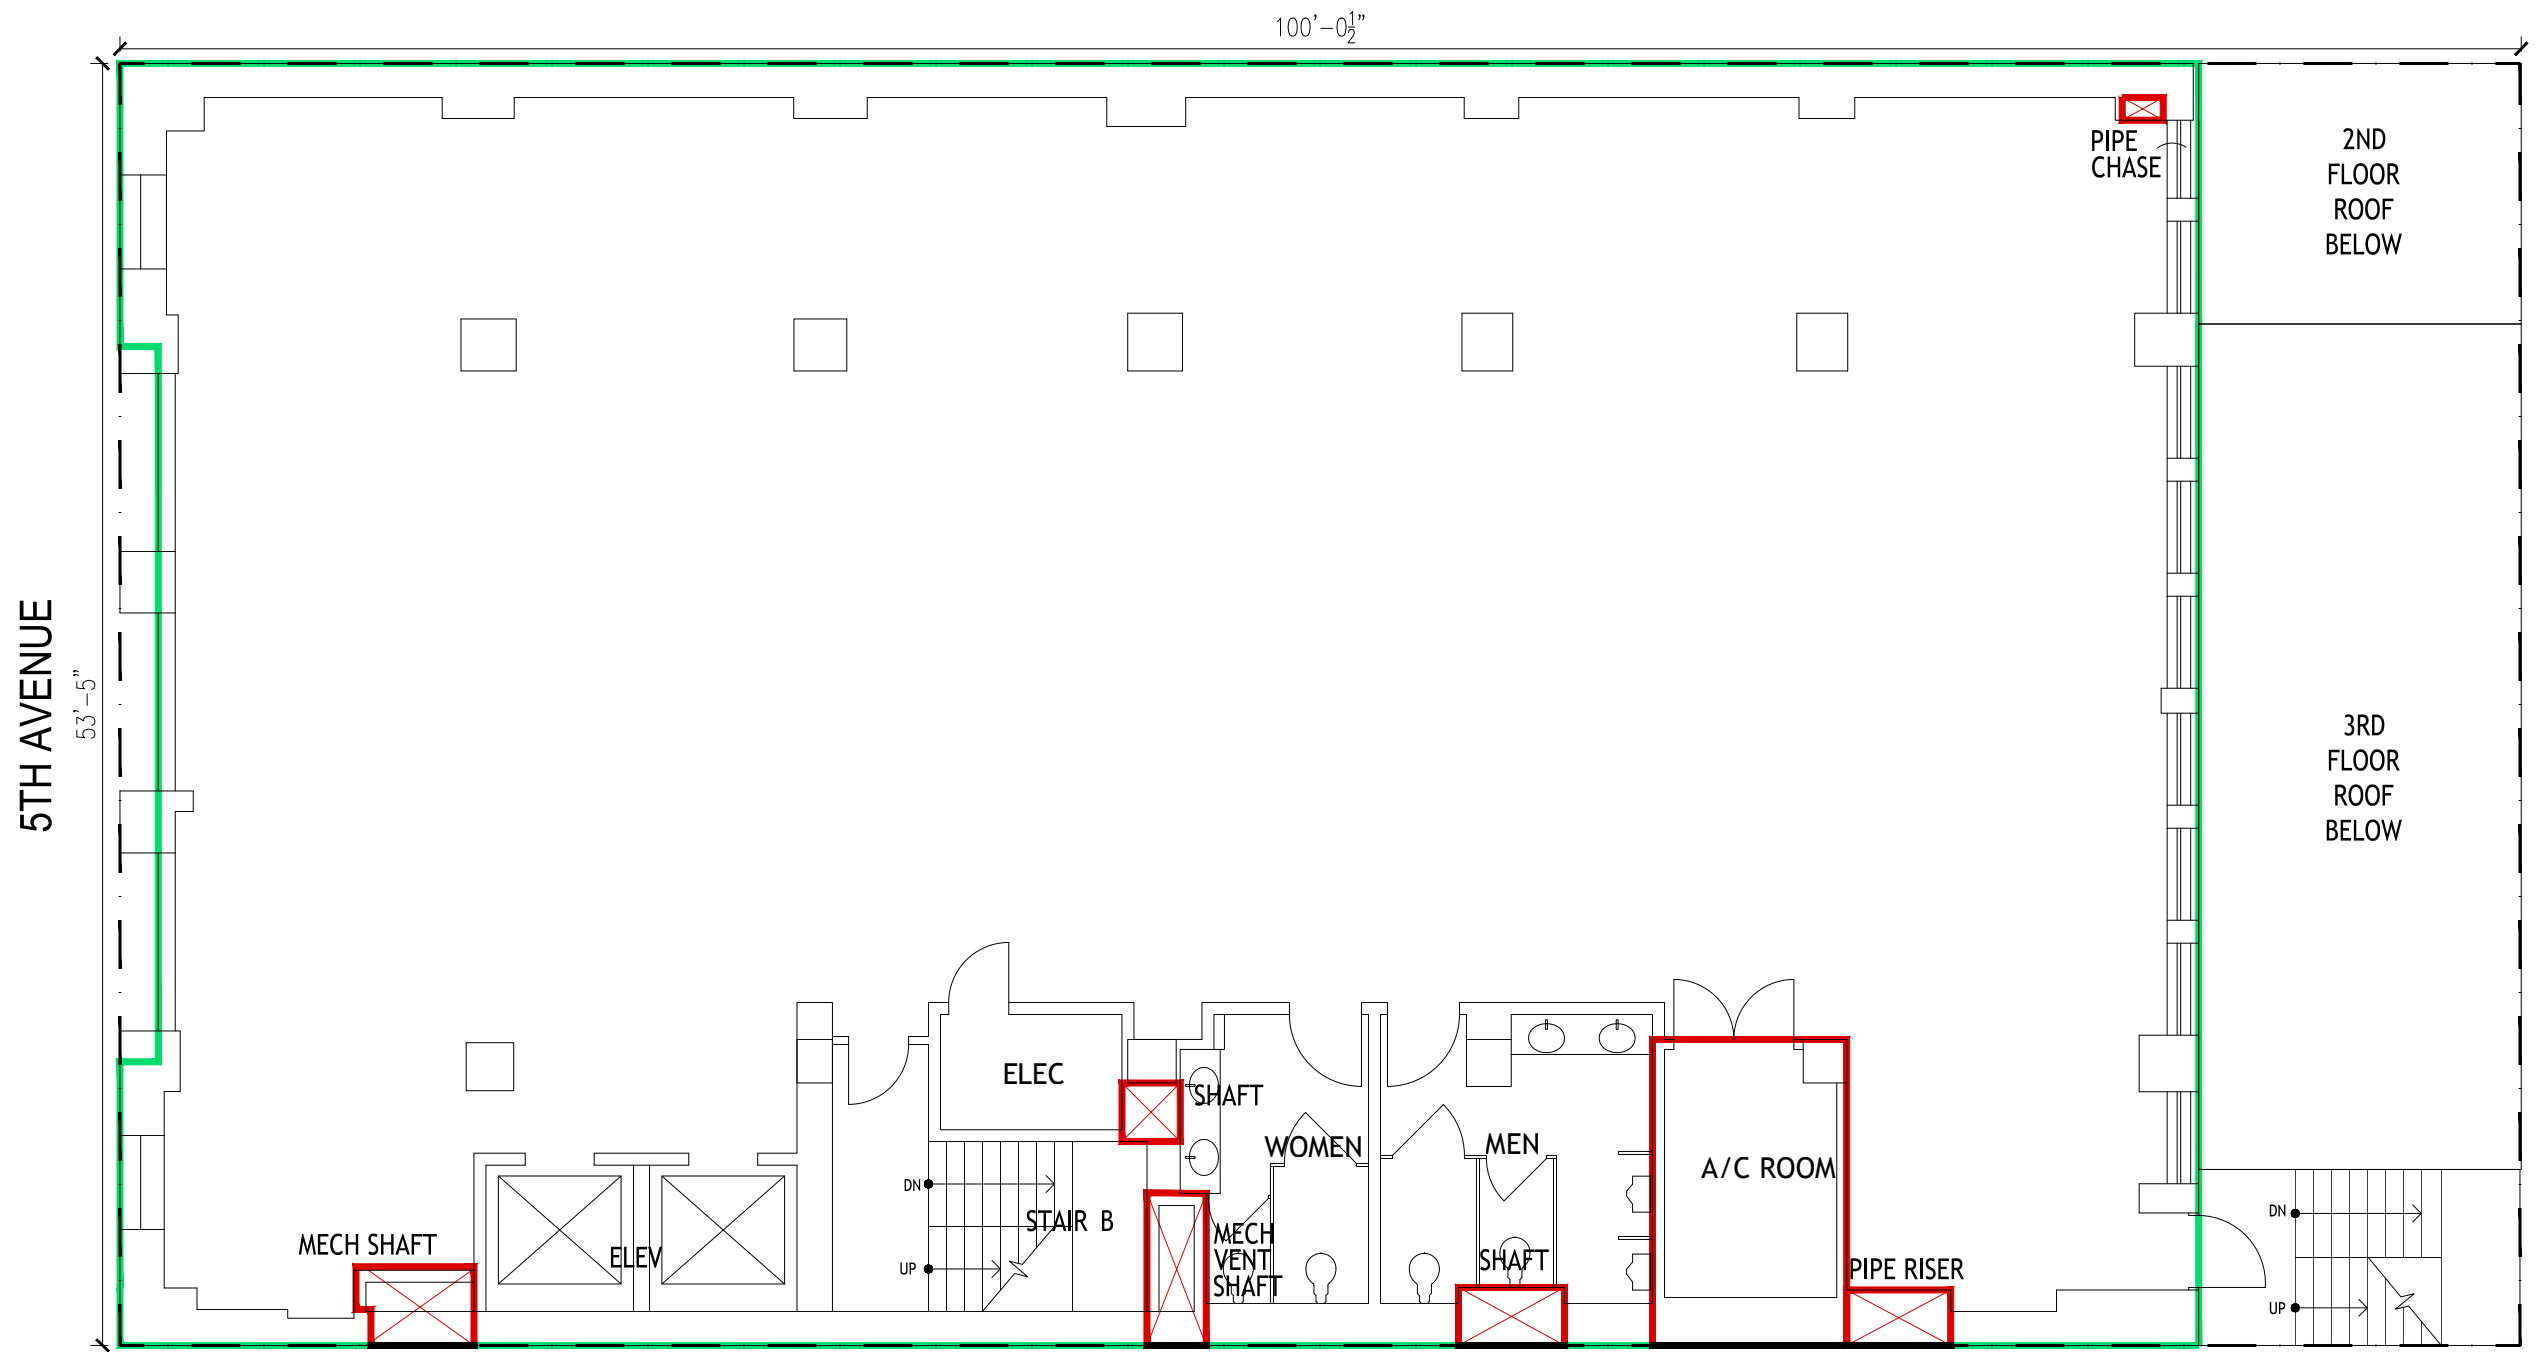 100'-0½"
PIPE
CHASE
2ND
FLOOR
ROOF
BELOW
5TH AVENUE
53'-5"
3RD
FLOOR
ROOF
BELOW
ELEC
SHAFT
WOMEN
MEN
A/C ROOM
DN
STAIR B
MECH SHAFT
ELEV
MECH
VENT
SHAFT
SHAFT
PIPE RISER
UP
DN
UP